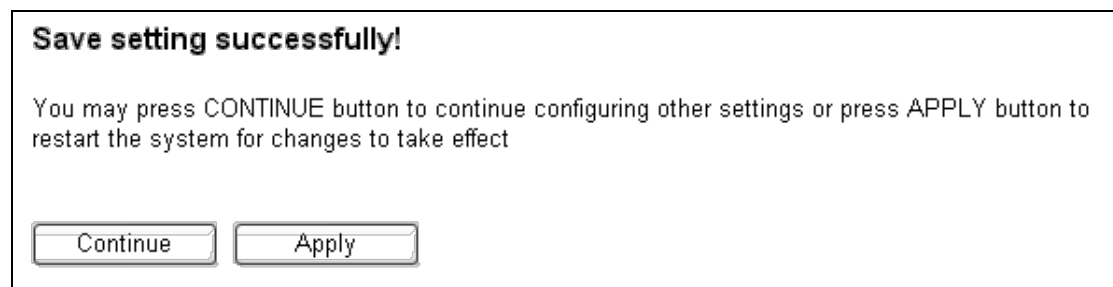 Save setting successfully!
You may press CONTINUE button to continue configuring other settings or press APPLY button to
restart the system for changes to take effect
Continue Apply